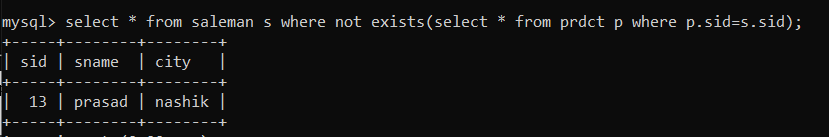 mysql> select * from saleman s where not exists(select * from prdct p where p.sid=s.sid);
+-----+--------+--------+
| sid | sname  | city   |
+-----+--------+--------+
|  13 | prasad | nashik |
+-----+--------+--------+